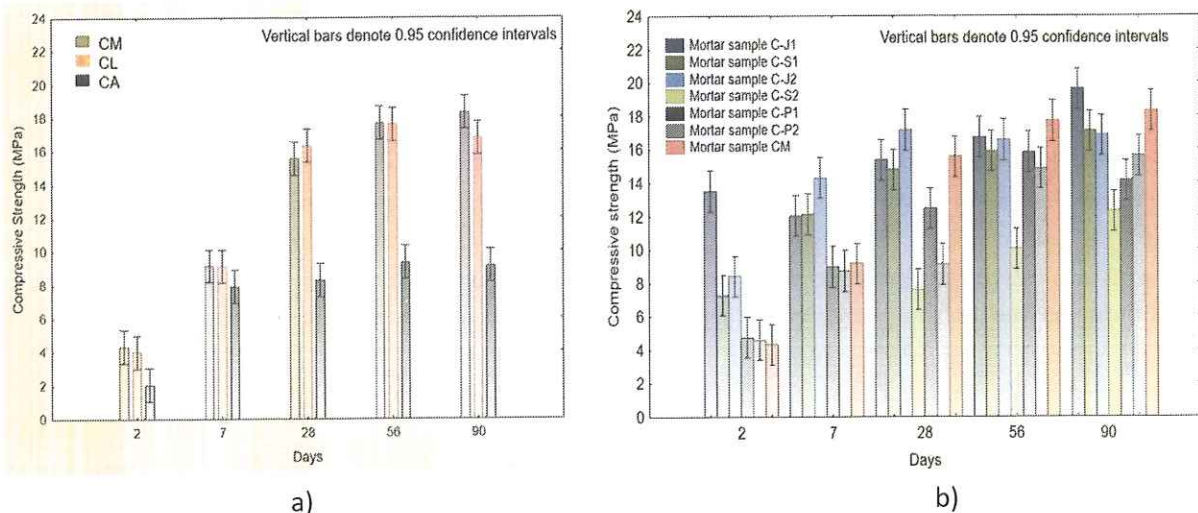 24
22
20
18
16
14
12
10
8
6
4
2
0
Compressive Strength (MPa)
Vertical bars denote 0.95 confidence intervals
CM
CL
CA
2 7 28 56 90
Days
a)
24
22
20
18
16
14
12
10
8
6
4
2
0
Compressive strength (MPa)
Vertical bars denote 0.95 confidence intervals
Mortar sample C-J1
Mortar sample C-S1
Mortar sample C-J2
Mortar sample C-S2
Mortar sample C-P1
Mortar sample C-P2
Mortar sample CM
2 7 28 56 90
Days
b)